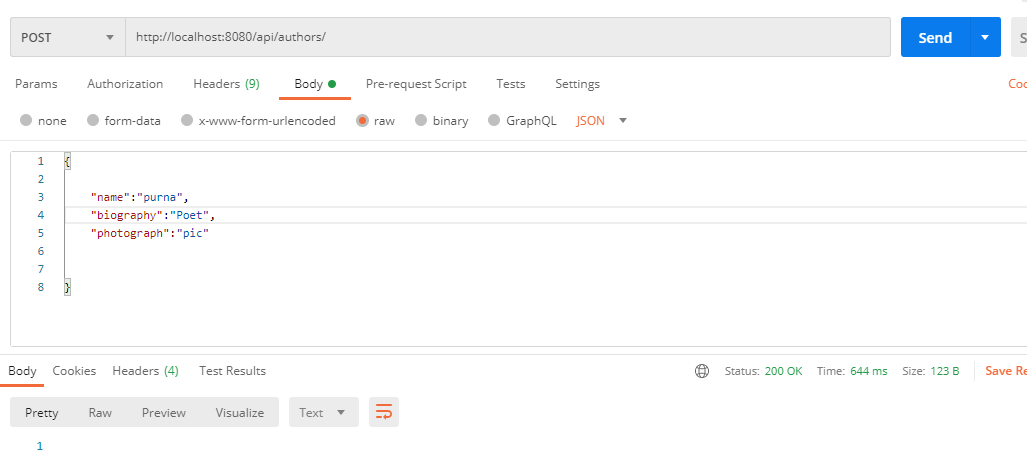 POST http://localhost:8080/api/authors/ Send S
Params Authorization Headers (9) Body Pre-request Script Tests Settings Coo
none form-data x-www-form-urlencoded raw binary GraphQL JSON
1 {
2
3 "name":"purna",
4 "biography":"Poet",
5 "photograph":"pic"
6
7
8 }
Body Cookies Headers (4) Test Results Status: 200 OK Time: 644 ms Size: 123 B Save Re
Pretty Raw Preview Visualize Text
1